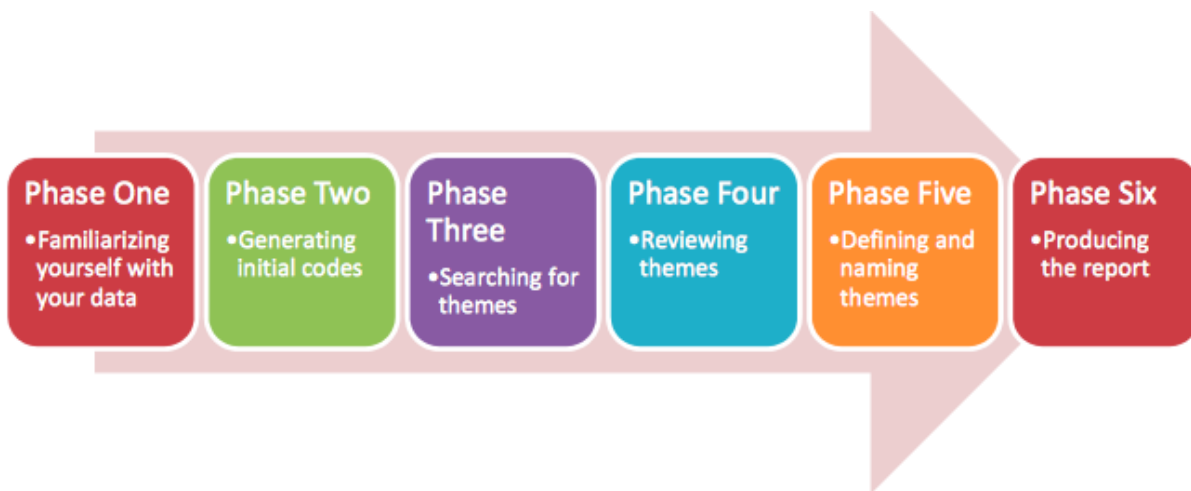 Phase One
•Familiarizing
yourself with
your data
Phase Two
•Generating
initial codes
Phase
Three
•Searching for
themes
Phase Four
•Reviewing
themes
Phase Five
•Defining and
naming
themes
Phase Six
•Producing
the report